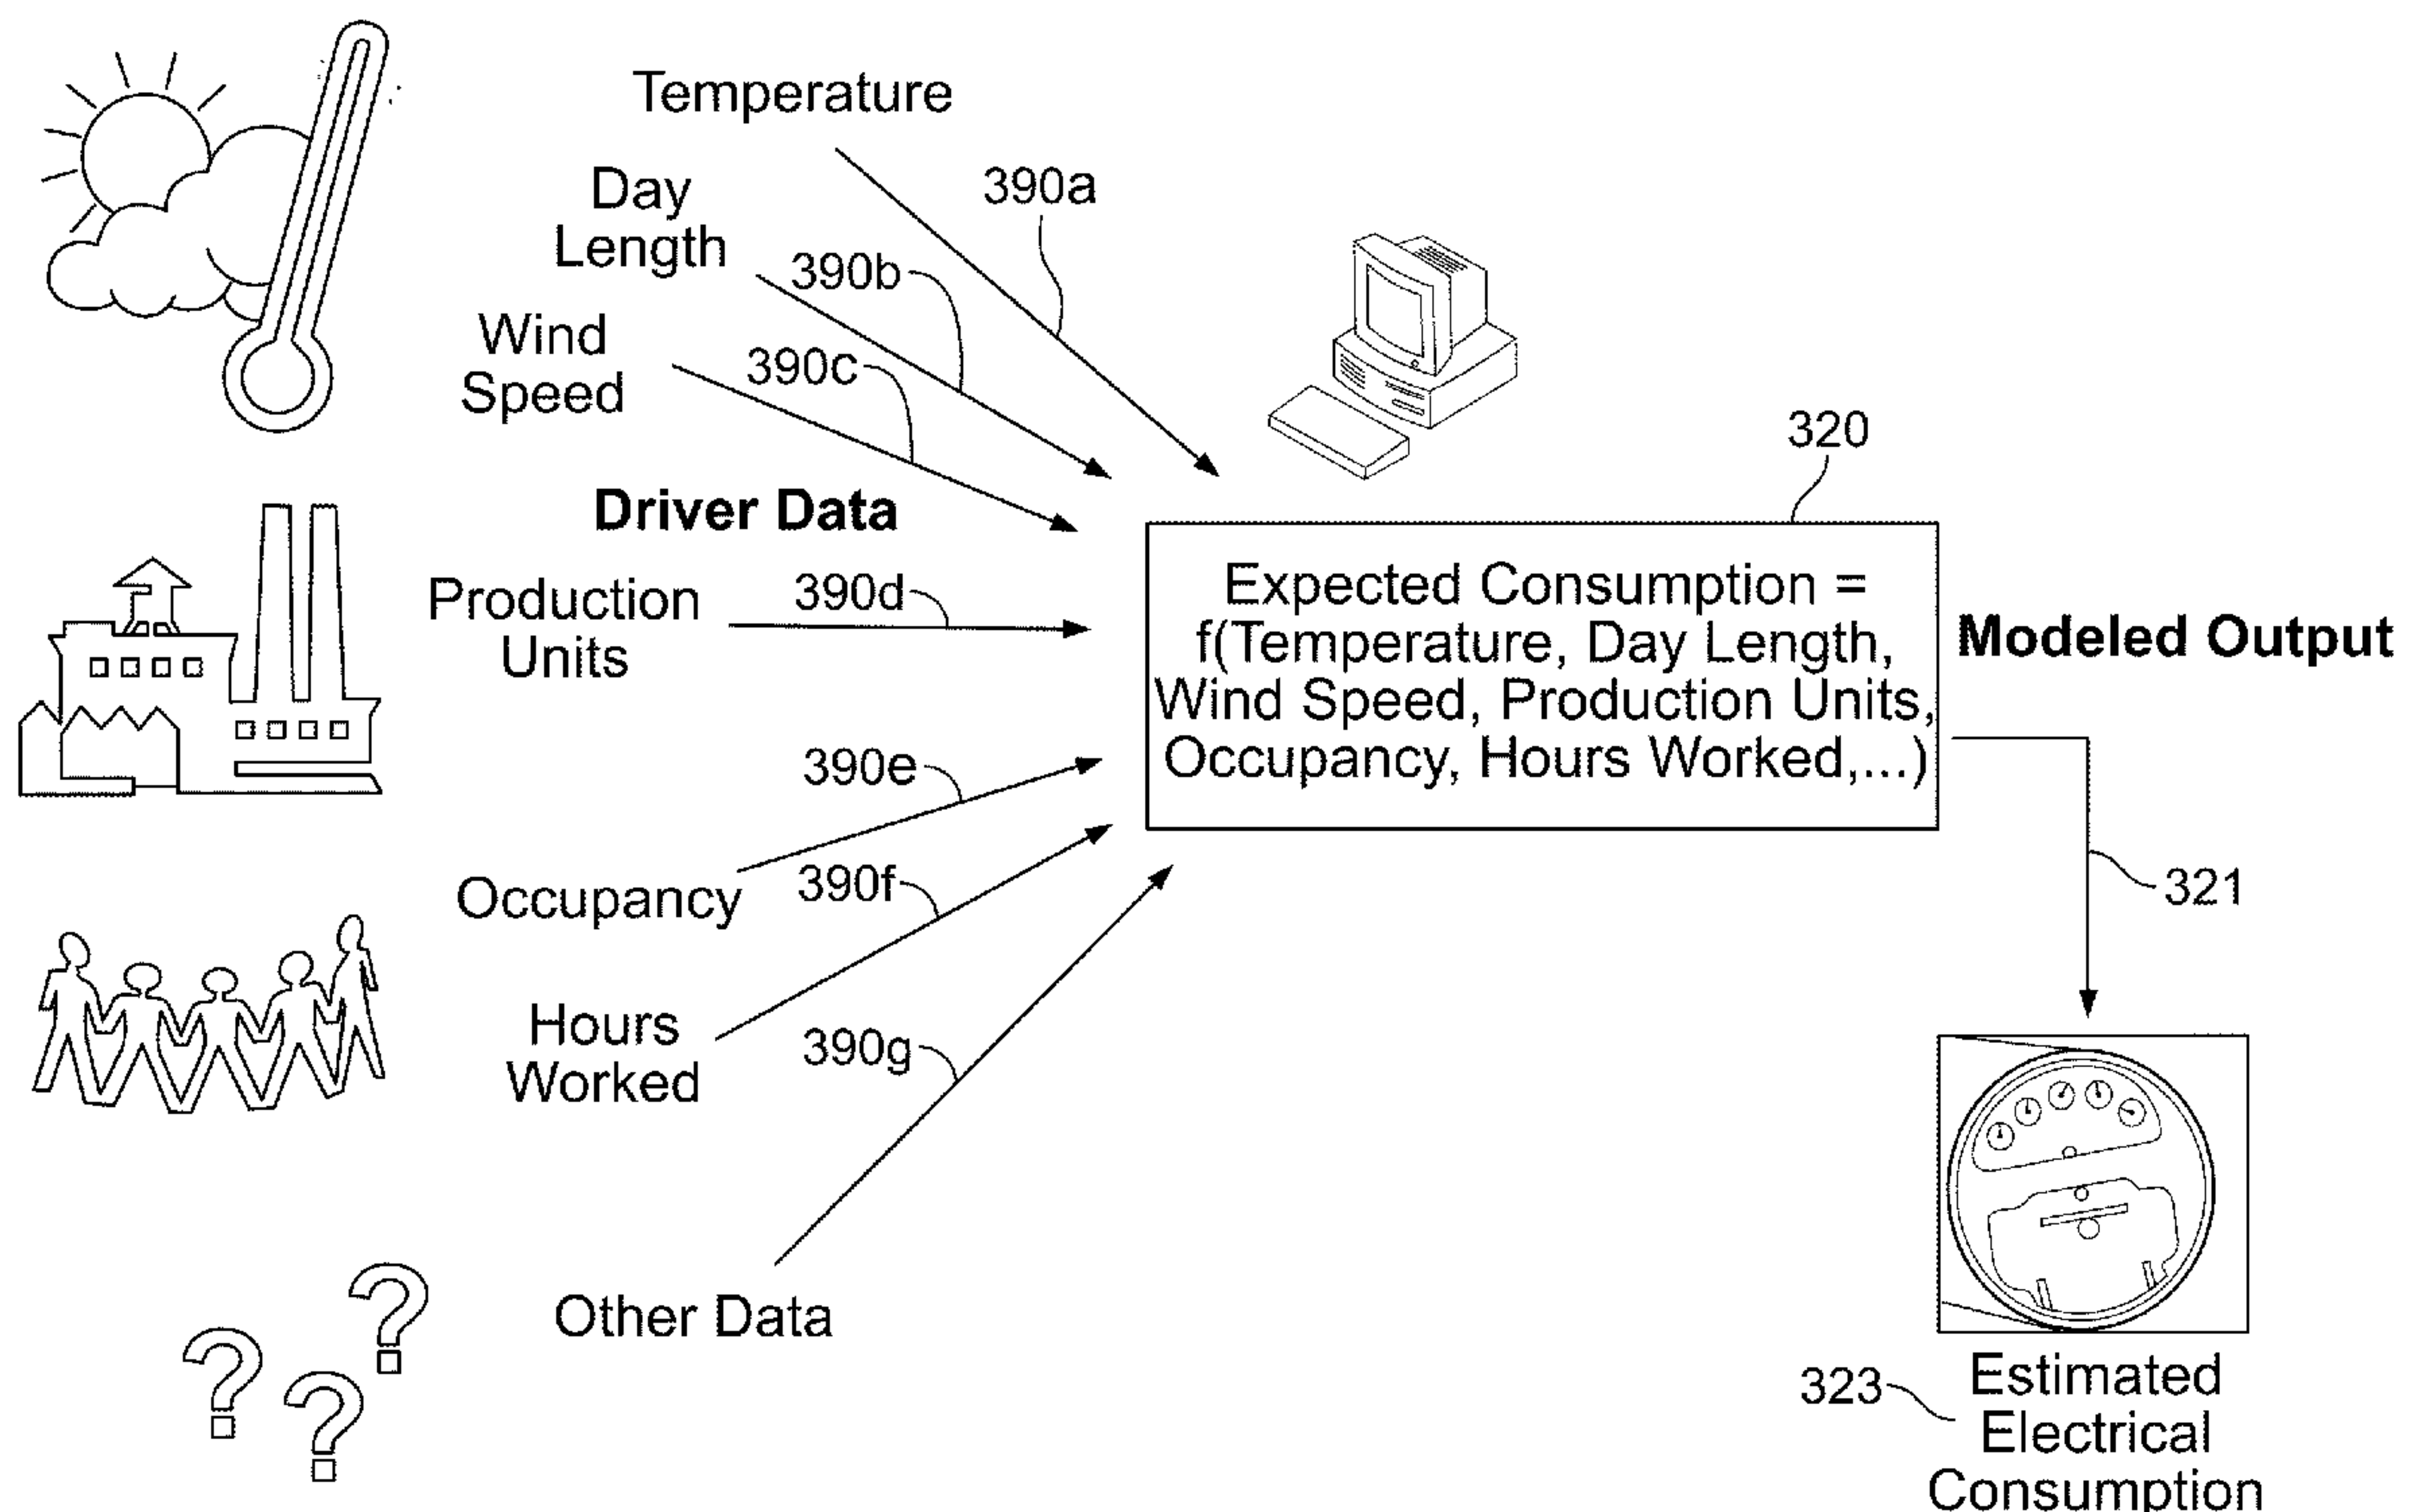 Temperature
390a
Day
Length
390b
Wind
Speed
390c
Driver Data
320
Production
Units
390d
Expected Consumption =
f(Temperature, Day Length,
Wind Speed, Production Units,
Occupancy, Hours Worked,...)
Modeled Output
390e
Occupancy
390f
321
Hours
Worked
390g
Other Data
? ? ?
323
Estimated
Electrical
Consumption